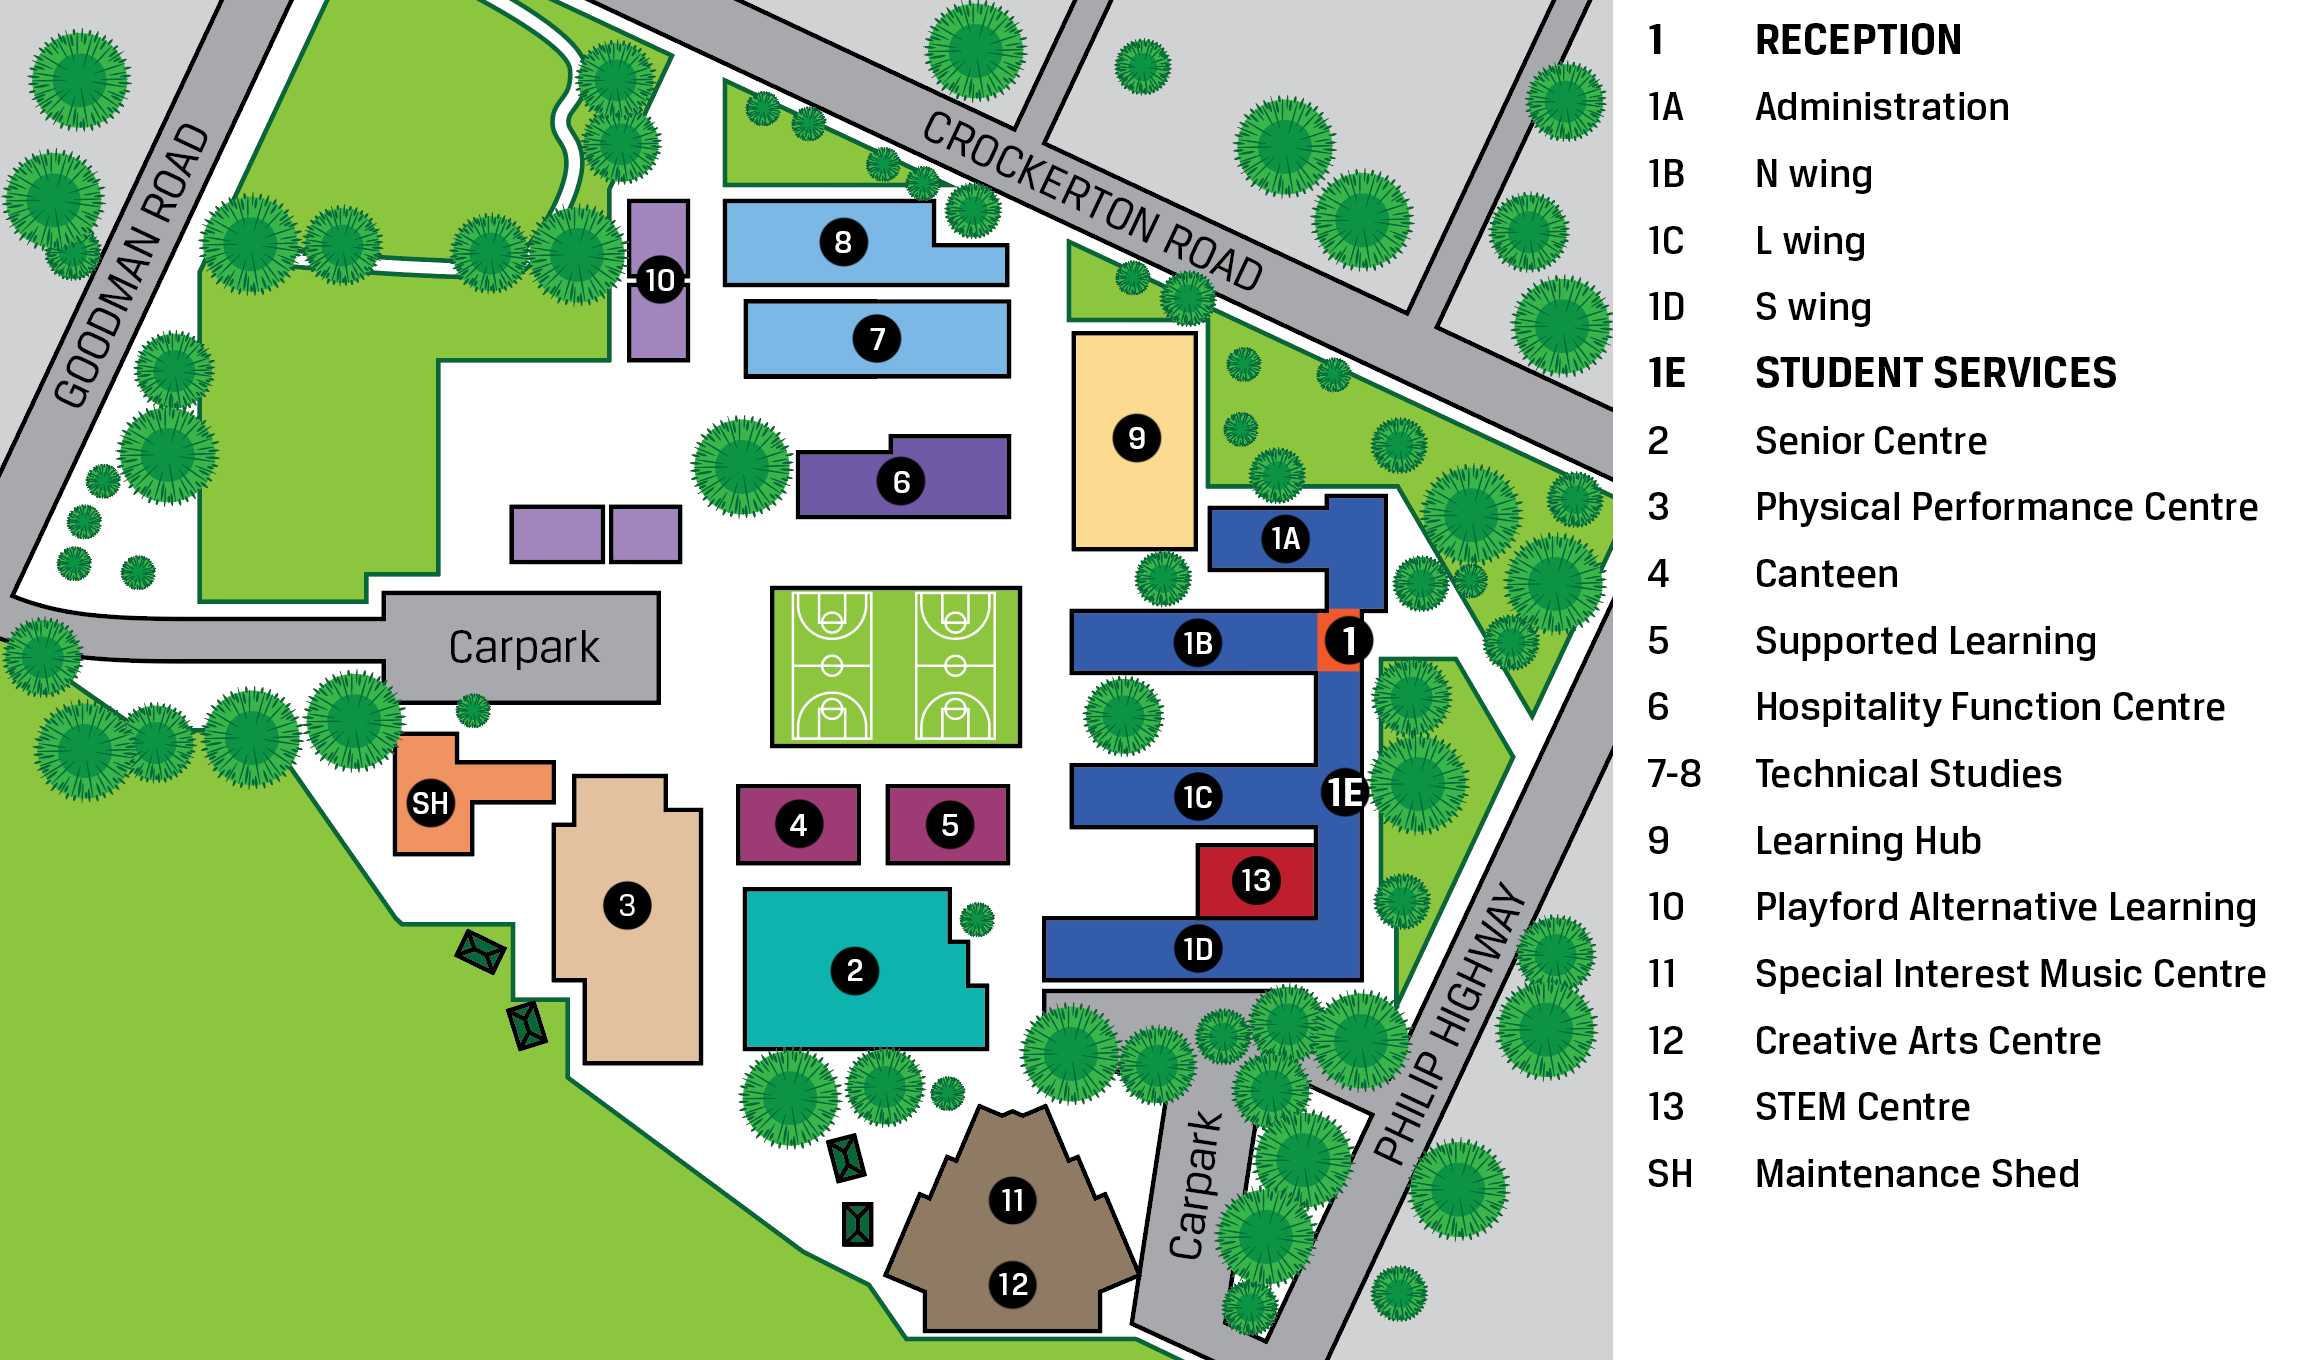 GOODMAN ROAD
CROCKERTON ROAD
PHILIP HIGHWAY
8
10
7
9
6
1A
Carpark
1B
1
1C
1E
SH
4
5
13
3
1D
2
Carpark
11
12
1 RECEPTION
1A Administration
1B N wing
1C L wing
1D S wing
1E STUDENT SERVICES
2 Senior Centre
3 Physical Performance Centre
4 Canteen
5 Supported Learning
6 Hospitality Function Centre
7-8 Technical Studies
9 Learning Hub
10 Playford Alternative Learning
11 Special Interest Music Centre
12 Creative Arts Centre
13 STEM Centre
SH Maintenance Shed